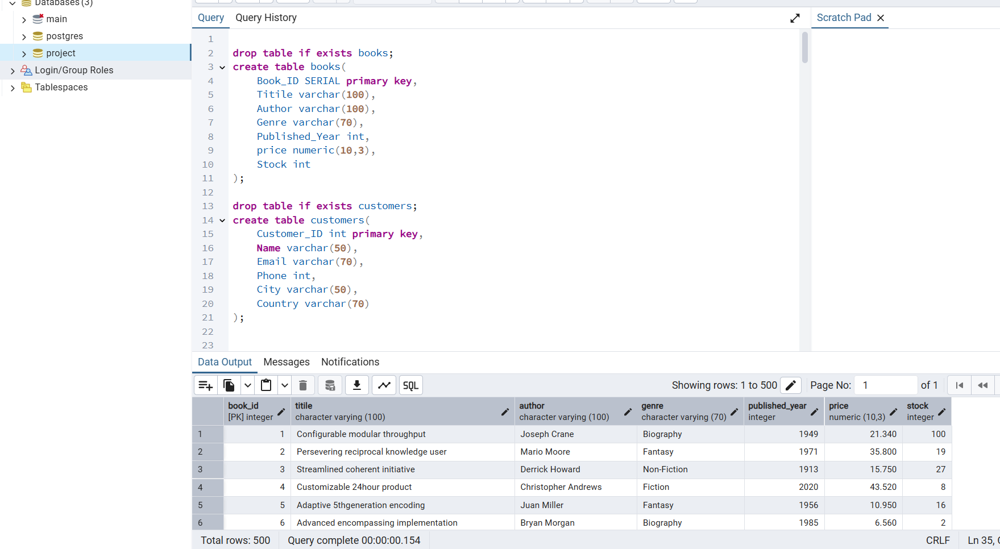 Databases (3)
main
postgres
project
Login/Group Roles
Tablespaces
Query Query History
Scratch Pad
1
2 drop table if exists books;
3 create table books(
4 Book_ID SERIAL primary key,
5 Titile varchar(100),
6 Author varchar(100),
7 Genre varchar(70),
8 Published_Year int,
9 price numeric(10,3),
10 Stock int
11 );
12
13 drop table if exists customers;
14 create table customers(
15 Customer_ID int primary key,
16 Name varchar(50),
17 Email varchar(70),
18 Phone int,
19 City varchar(50),
20 Country varchar(70)
21 );
22
23
Data Output Messages Notifications
SQL Showing rows: 1 to 500 Page No: 1 of 1
book_id titile author genre published_year price stock
[PK] integer character varying (100) character varying (100) character varying (70) integer numeric (10,3) integer
1 1 Configurable modular throughput Joseph Crane Biography 1949 21.340 100
2 2 Persevering reciprocal knowledge user Mario Moore Fantasy 1971 35.800 19
3 3 Streamlined coherent initiative Derrick Howard Non-Fiction 1913 15.750 27
4 4 Customizable 24hour product Christopher Andrews Fiction 2020 43.520 8
5 5 Adaptive 5thgeneration encoding Juan Miller Fantasy 1956 10.950 16
6 6 Advanced encompassing implementation Bryan Morgan Biography 1985 6.560 2
Total rows: 500 Query complete 00:00:00.154 CRLF Ln 35,